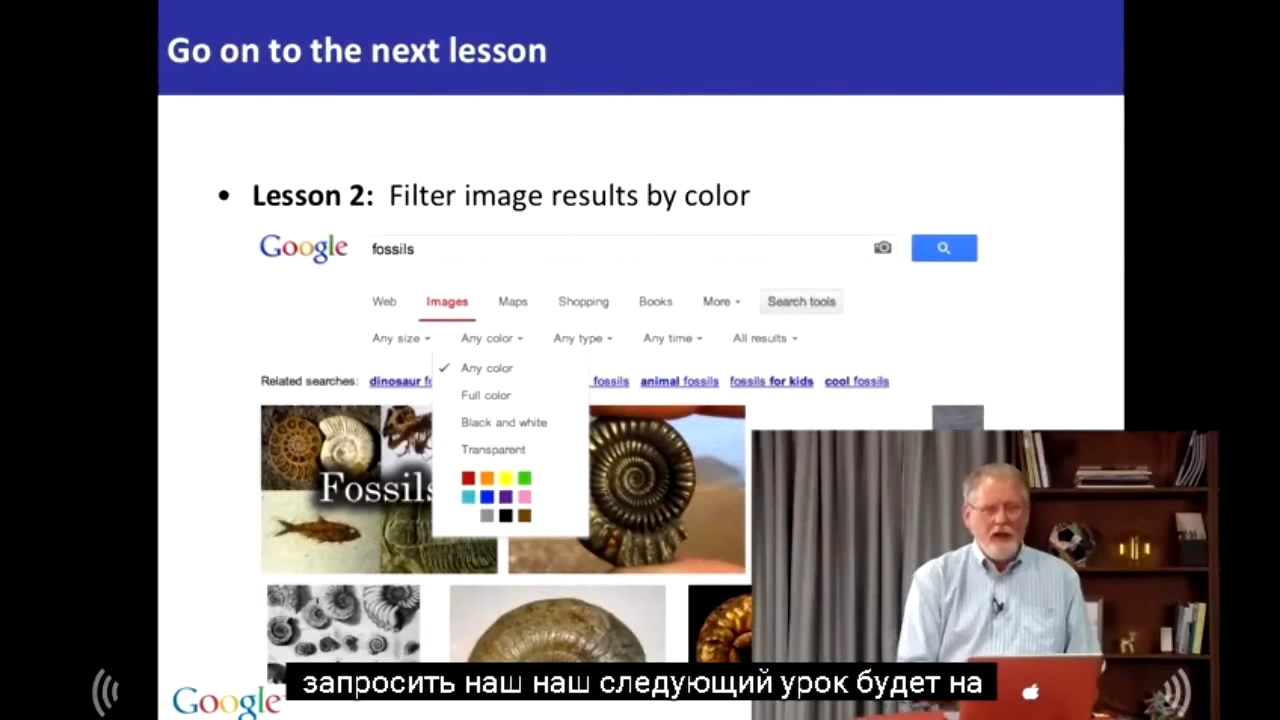 Go on to the next lesson
• Lesson 2: Filter image results by color
Google fossils
Web Images Maps Shopping Books More Search tools
Any size Any color Any type Any time All results
Any color
Related searches: fossils animal fossils fossils for kids cool fossils
Full color
Black and white
Transparent
Fossils
запросить наш наш следующий урок будет на
Google